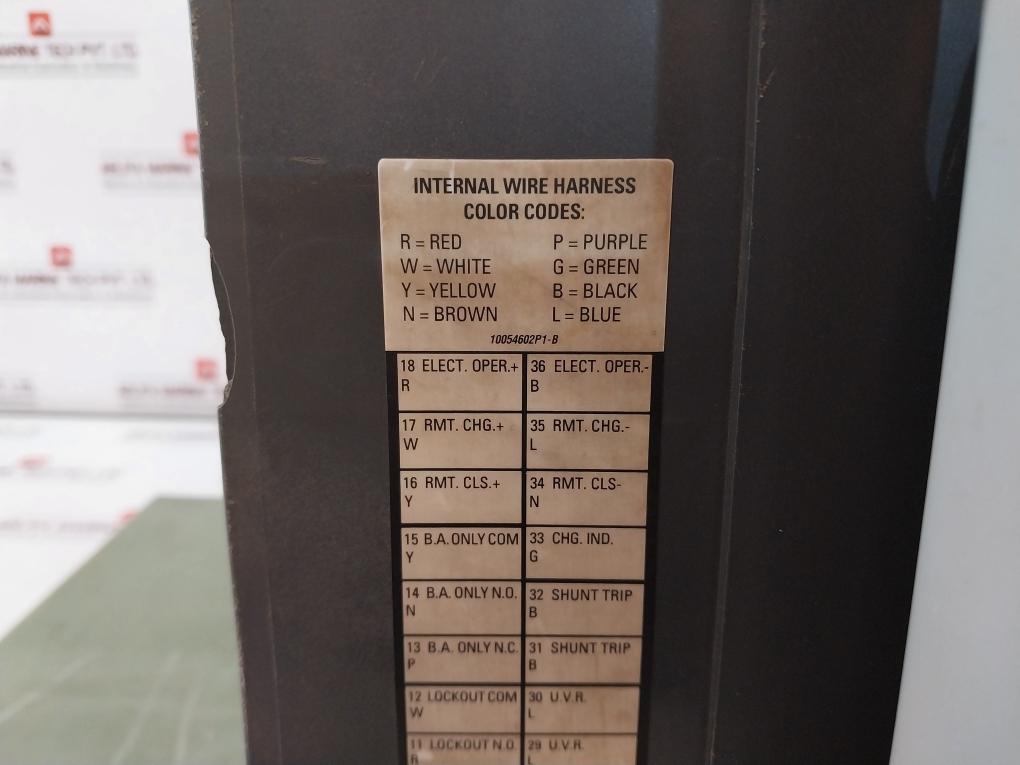 INTERNAL WIRE HARNESS
COLOR CODES:
R = RED P = PURPLE
W = WHITE G = GREEN
Y = YELLOW B = BLACK
N = BROWN L = BLUE
10054602P1-B
18 ELECT. OPER.+ 36 ELECT. OPER.-
R B
17 RMT. CHG.+ 35 RMT. CHG.-
W L
16 RMT. CLS.+ 34 RMT. CLS-
Y N
15 B.A. ONLY COM 33 CHG. IND.
Y G
14 B.A. ONLY N.O. 32 SHUNT TRIP
N B
13 B.A. ONLY N.C. 31 SHUNT TRIP
P B
12 LOCKOUT COM 30 U.V.R.
W L
11 LOCKOUT N.O. 29 U.V.R.